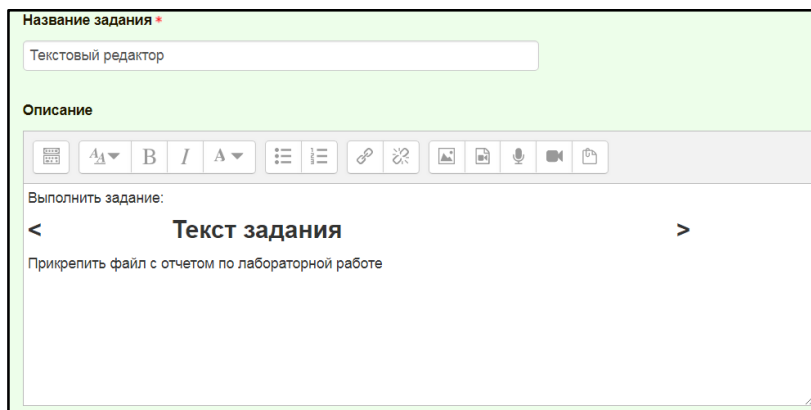 Название задания *
Текстовый редактор
Описание
Выполнить задание:
< Текст задания >
Прикрепить файл с отчетом по лабораторной работе